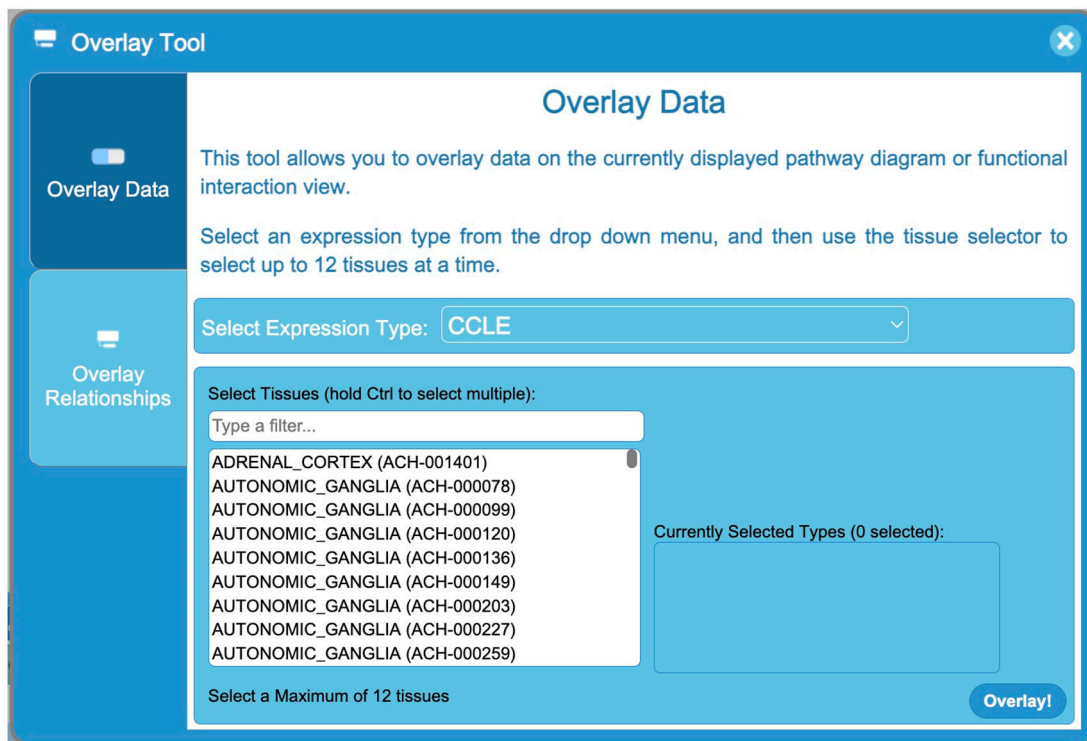 Overlay Tool
Overlay Data
Overlay Relationships
Overlay Data
This tool allows you to overlay data on the currently displayed pathway diagram or functional
interaction view.
Select an expression type from the drop down menu, and then use the tissue selector to
select up to 12 tissues at a time.
Select Expression Type: CCLE
Select Tissues (hold Ctrl to select multiple):
Type a filter...
ADRENAL_CORTEX (ACH-001401)
AUTONOMIC_GANGLIA (ACH-000078)
AUTONOMIC_GANGLIA (ACH-000099)
AUTONOMIC_GANGLIA (ACH-000120)
AUTONOMIC_GANGLIA (ACH-000136)
AUTONOMIC_GANGLIA (ACH-000149)
AUTONOMIC_GANGLIA (ACH-000203)
AUTONOMIC_GANGLIA (ACH-000227)
AUTONOMIC_GANGLIA (ACH-000259)
Currently Selected Types (0 selected):
Select a Maximum of 12 tissues
Overlay!